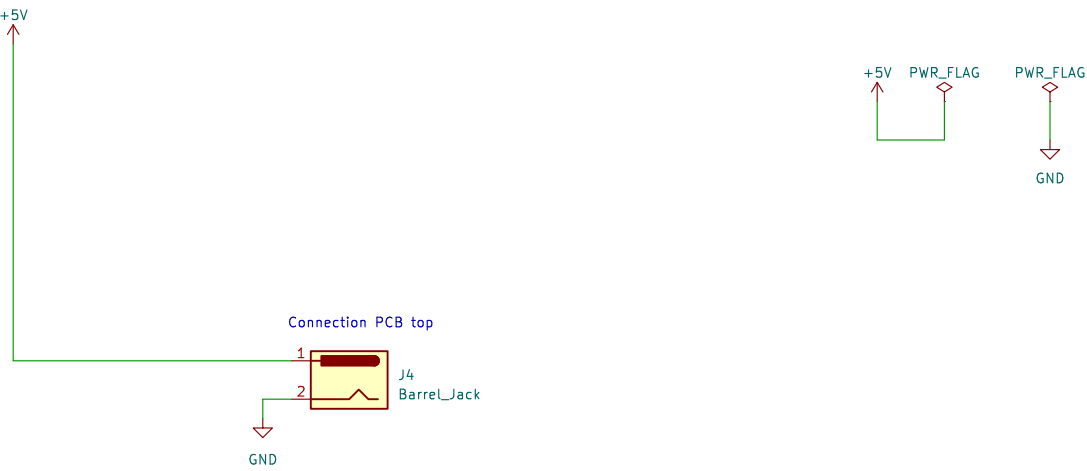 +5V
+5V
PWR_FLAG
PWR_FLAG
GND
Connection PCB top
1
J4
2
Barrel_Jack
GND